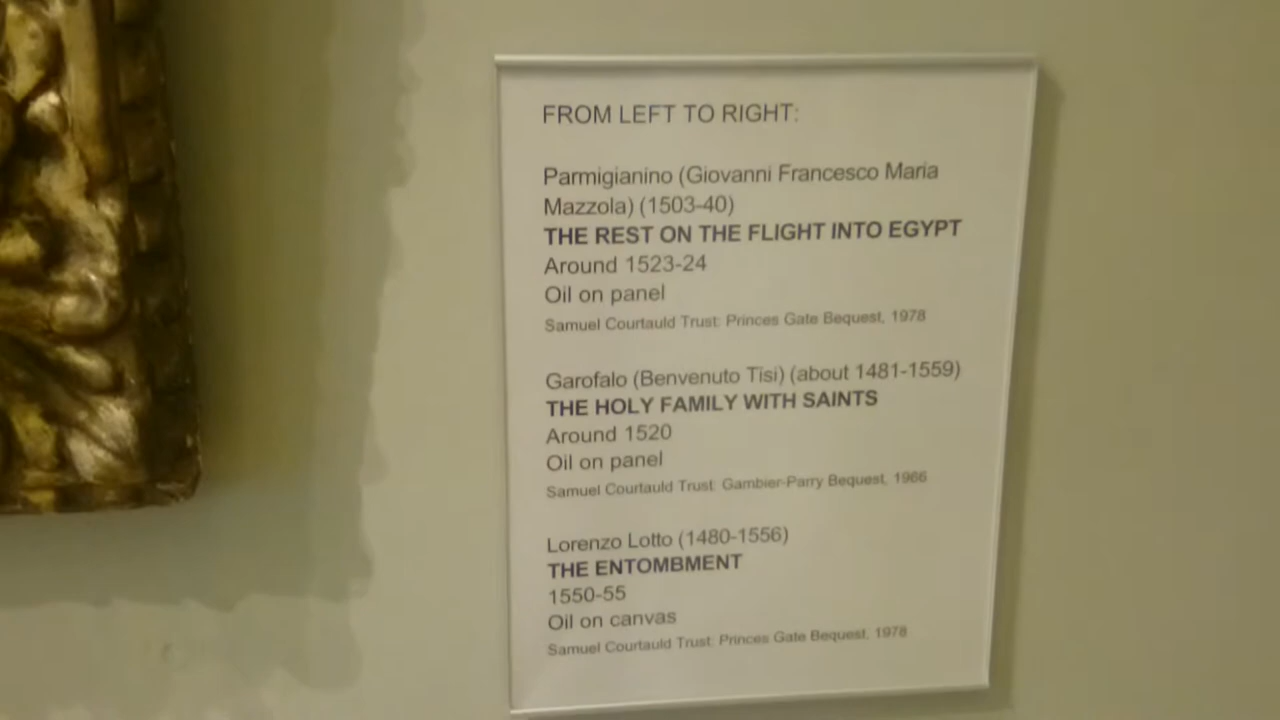 FROM LEFT TO RIGHT:
Parmigianino (Giovanni Francesco Maria
Mazzola) (1503-40)
THE REST ON THE FLIGHT INTO EGYPT
Around 1523-24
Oil on panel
Samuel Courtauld Trust: Princes Gate Bequest, 1978
Garofalo (Benvenuto Tisi) (about 1481-1559)
THE HOLY FAMILY WITH SAINTS
Around 1520
Oil on panel
Samuel Courtauld Trust: Gambier-Parry Bequest, 1966
Lorenzo Lotto (1480-1556)
THE ENTOMBMENT
1550-55
Oil on canvas
Samuel Courtauld Trust: Princes Gate Bequest, 1978